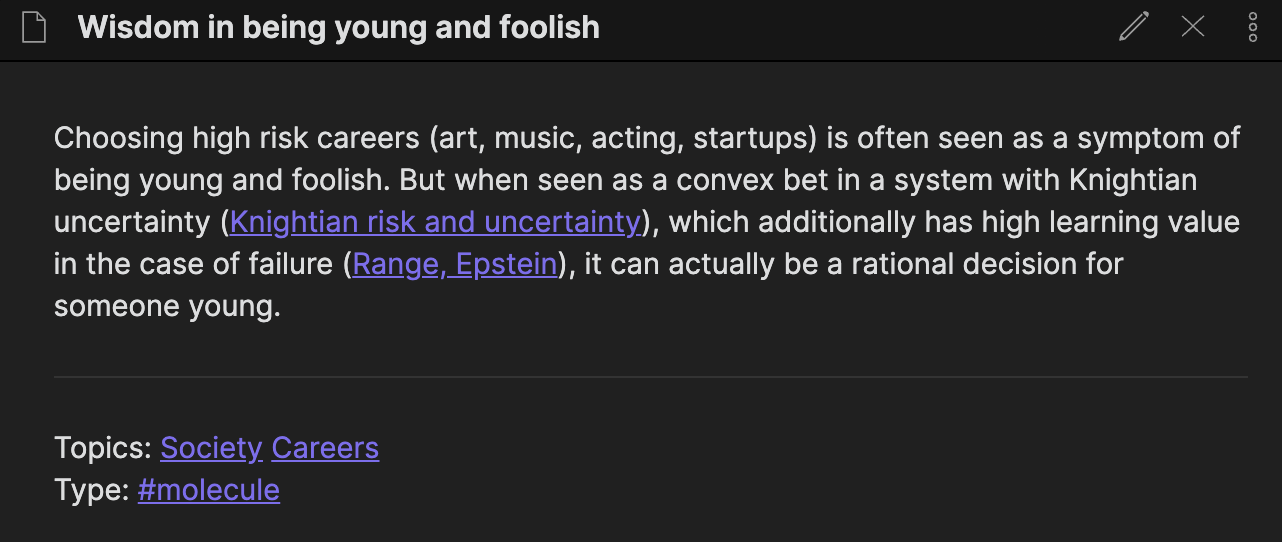 Wisdom in being young and foolish
Choosing high risk careers (art, music, acting, startups) is often seen as a symptom of
being young and foolish. But when seen as a convex bet in a system with Knightian
uncertainty (Knightian risk and uncertainty), which additionally has high learning value
in the case of failure (Range, Epstein), it can actually be a rational decision for
someone young.
Topics: Society Careers
Type: #molecule